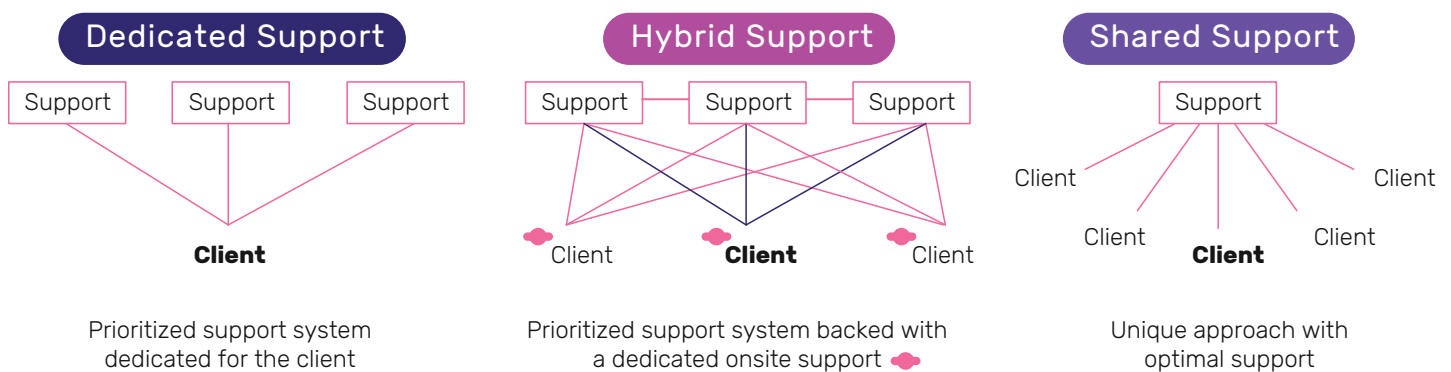 Dedicated Support
Support
Support
Support
Client
Prioritized support system
dedicated for the client
Hybrid Support
Support
Support
Support
Client
Client
Client
Prioritized support system backed with
a dedicated onsite support
Shared Support
Support
Client
Client
Client
Client
Client
Unique approach with
optimal support